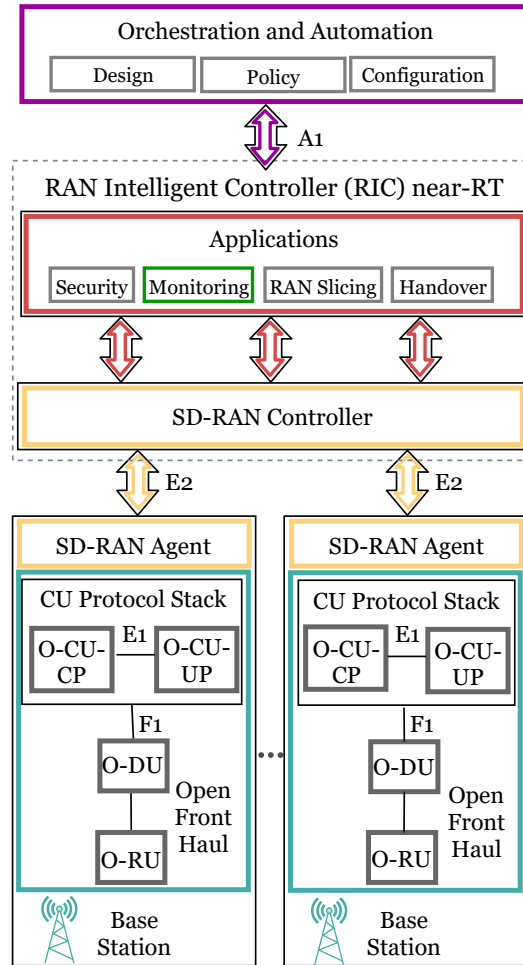 Orchestration and Automation
Design
Policy
Configuration
A1
RAN Intelligent Controller (RIC) near-RT
Applications
Security
Monitoring
RAN Slicing
Handover
SD-RAN Controller
E2
E2
SD-RAN Agent
CU Protocol Stack
O-CU-
CP
E1
O-CU-
UP
F1
O-DU
Open
Front
Haul
O-RU
Base
Station
...
SD-RAN Agent
CU Protocol Stack
O-CU-
CP
E1
O-CU-
UP
F1
O-DU
Open
Front
Haul
O-RU
Base
Station